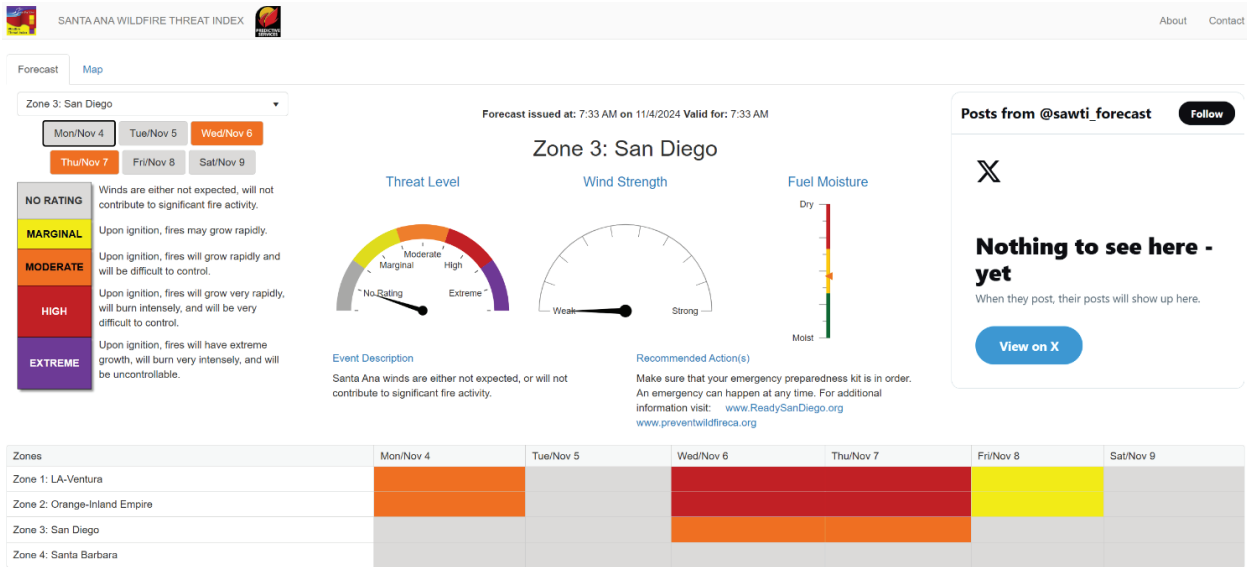 SANTA ANA WILDFIRE THREAT INDEX
PREDICTIVE
SERVICES
About
Contact
Forecast
Map
Zone 3: San Diego
Mon/Nov 4
Tue/Nov 5
Wed/Nov 6
Thu/Nov 7
Fri/Nov 8
Sat/Nov 9
NO RATING
Winds are either not expected, will not
contribute to significant fire activity.
MARGINAL
Upon ignition, fires may grow rapidly.
MODERATE
Upon ignition, fires will grow rapidly and
will be difficult to control.
HIGH
Upon ignition, fires will grow very rapidly,
will burn intensely, and will be very
difficult to control.
EXTREME
Upon ignition, fires will have extreme
growth, will burn very intensely, and will
be uncontrollable.
Forecast issued at: 7:33 AM on 11/4/2024 Valid for: 7:33 AM
Zone 3: San Diego
Threat Level
No Rating
Marginal
Moderate
High
Extreme
Wind Strength
Weak
Strong
Fuel Moisture
Dry
Moist
Event Description
Santa Ana winds are either not expected, or will not
contribute to significant fire activity.
Recommended Action(s)
Make sure that your emergency preparedness kit is in order.
An emergency can happen at any time. For additional
information visit: www.ReadySanDiego.org
www.preventwildfireca.org
Posts from @sawti_forecast
Follow
X
Nothing to see here -
yet
When they post, their posts will show up here.
View on X
Zones Mon/Nov 4 Tue/Nov 5 Wed/Nov 6 Thu/Nov 7 Fri/Nov 8 Sat/Nov 9
Zone 1: LA-Ventura
Zone 2: Orange-Inland Empire
Zone 3: San Diego
Zone 4: Santa Barbara